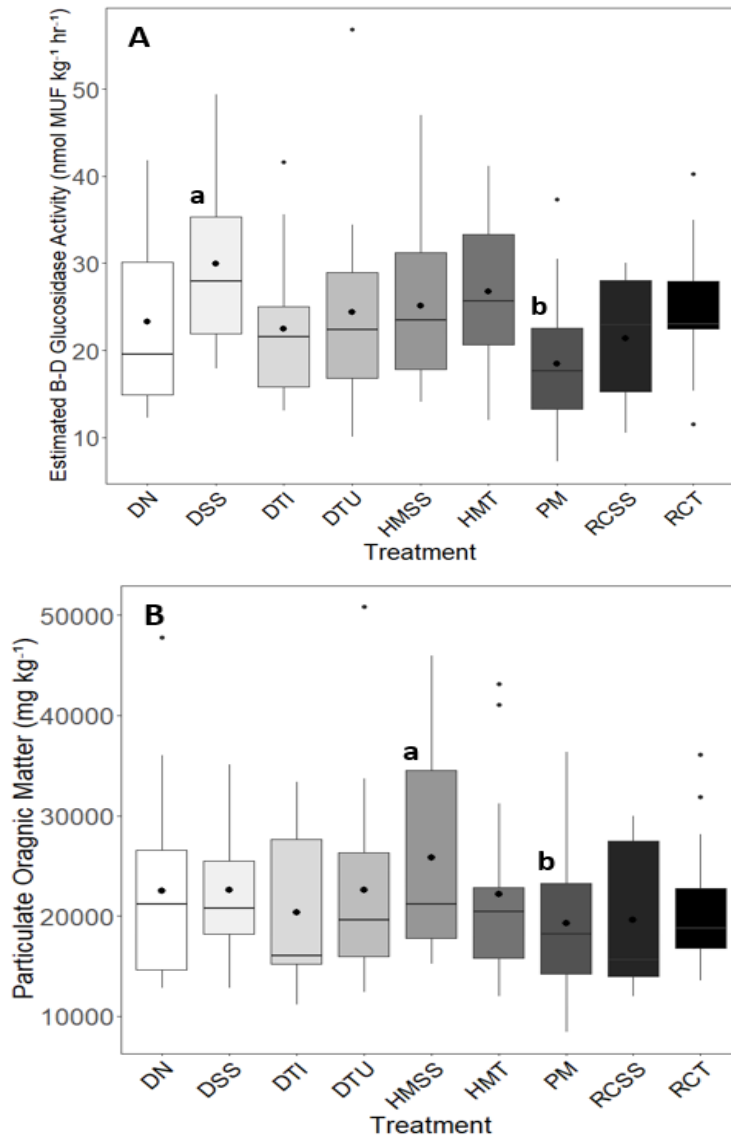 A
Estimated B-D Glucosidase Activity (nmol MUF kg⁻¹ hr⁻¹)
50
40
30
20
10
a
b
DN
DSS
DTI
DTU
HMSS
HMT
PM
RCSS
RCT
Treatment
B
Particulate Oragnic Matter (mg kg⁻¹)
50000
40000
30000
20000
10000
a
b
DN
DSS
DTI
DTU
HMSS
HMT
PM
RCSS
RCT
Treatment